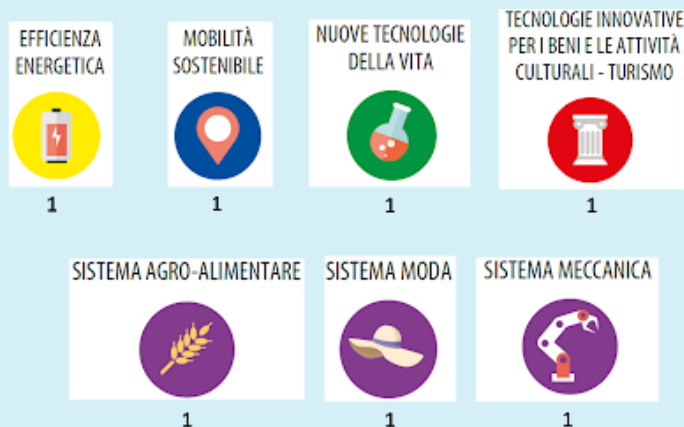 EFFICIENZA
ENERGETICA
1
MOBILITÀ
SOSTENIBILE
1
NUOVE TECNOLOGIE
DELLA VITA
1
TECNOLOGIE INNOVATIVE
PER I BENI E LE ATTIVITÀ
CULTURALI - TURISMO
1
SISTEMA AGRO-ALIMENTARE
1
SISTEMA MODA
1
SISTEMA MECCANICA
1